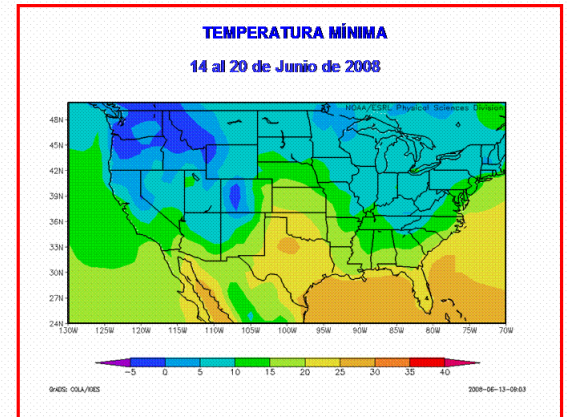 TEMPERATURA MÍNIMA
14 al 20 de Junio de 2008
NOAA/ESRL Physical Sciences Division
48N
45N
42N
39N
36N
33N
30N
27N
24N
130W 125W 120W 115W 110W 105W 100W 95W 90W 85W 80W 75W 70W
-5 0 5 10 15 20 25 30 35 40
GrADS: COLA/IGES 2008-06-13-09:03